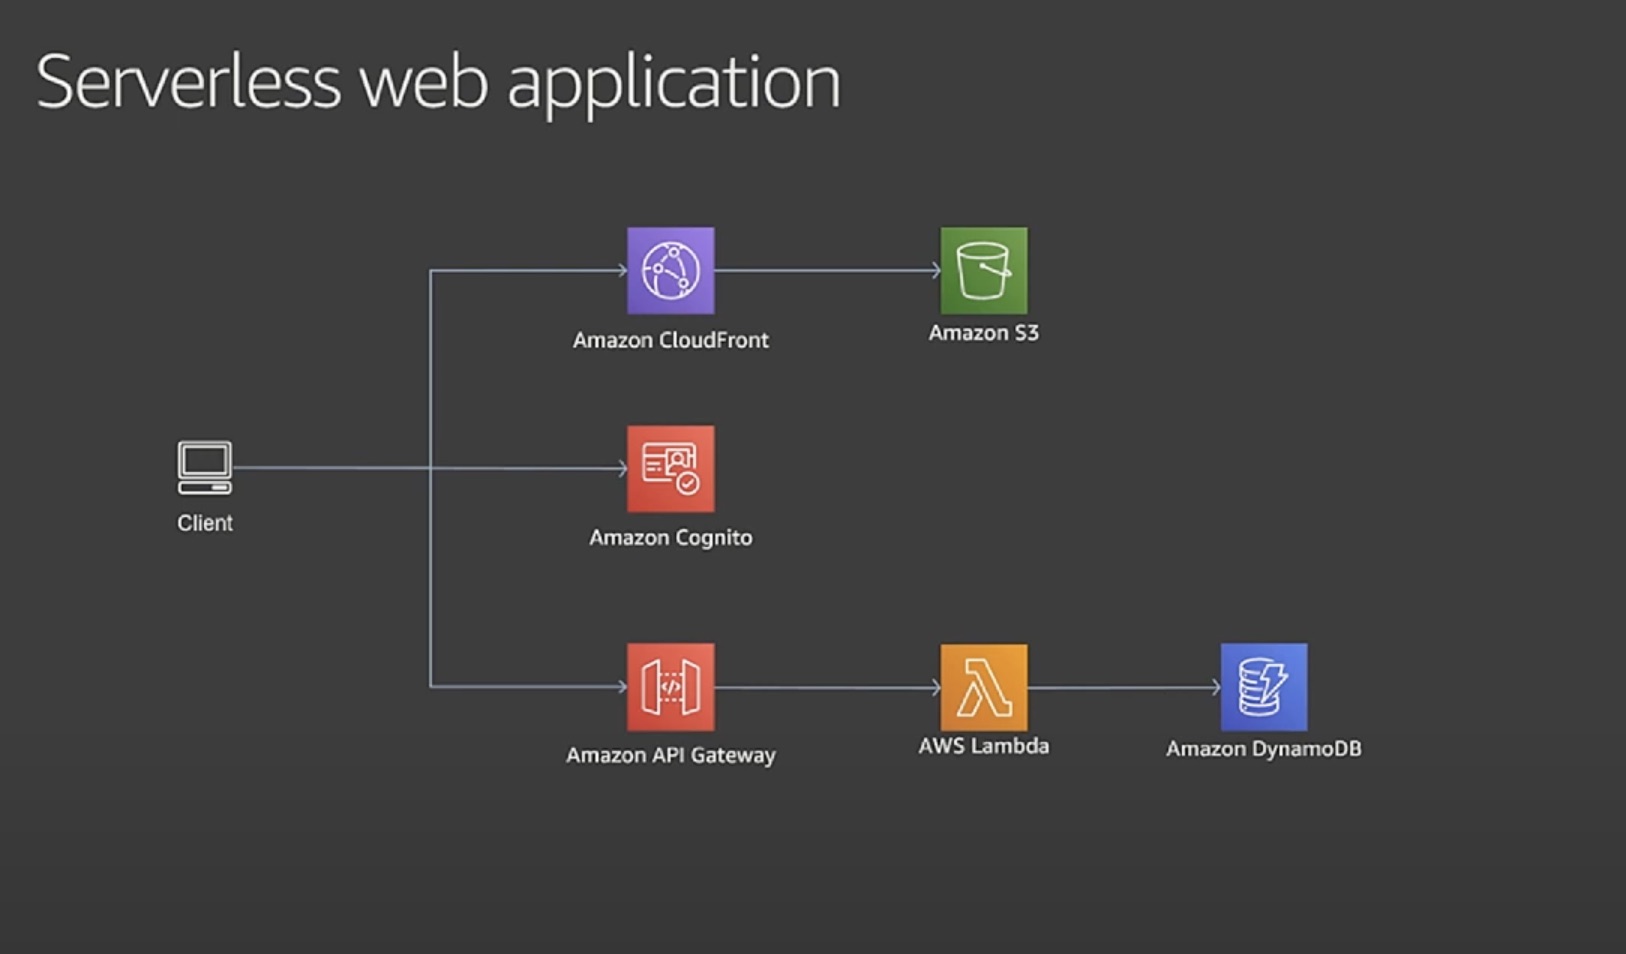 Serverless web application
Amazon CloudFront
Amazon S3
Client
Amazon Cognito
Amazon API Gateway
</>
AWS Lambda
Amazon DynamoDB